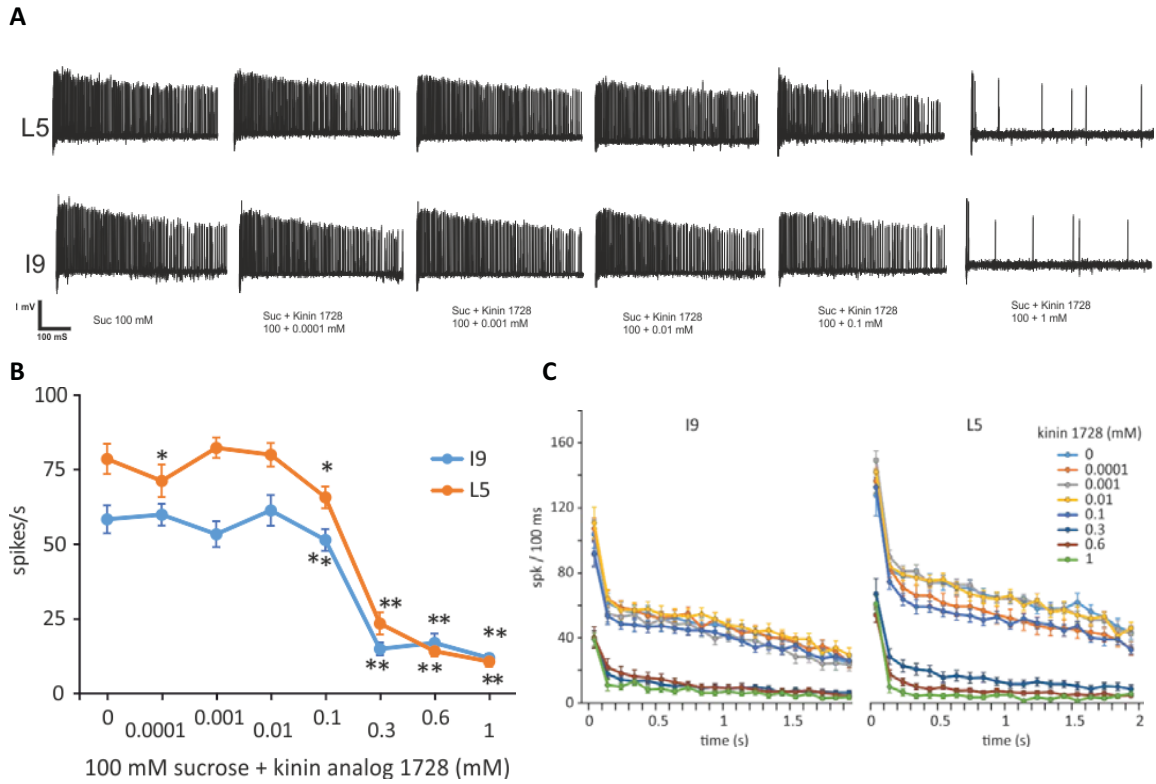 A
L5
I9
I mV
100 mS
Suc 100 mM
Suc + Kinin 1728
100 + 0.0001 mM)
Suc + Kinin 1728
100 + 0.001 mM)
Suc + Kinin 1728
100 + 0.01 mM)
Suc + Kinin 1728
100 + 0.1 mM)
Suc + Kinin 1728
100 + 1 mM)
B
100
75
50
25
0
spikes/s
*
*
**
**
**
**
**
**
**
I9
L5
0
0.0001
0.001
0.01
0.1
0.3
0.6
1
100 mM sucrose + kinin analog 1728 (mM)
C
I9
L5
160
120
80
40
0
spk / 100 ms
kinin 1728 (mM)
0
0.0001
0.001
0.01
0.1
0.3
0.6
1
0 0.5 1 1.5
time (s)
0 0.5 1 1.5 2
time (s)